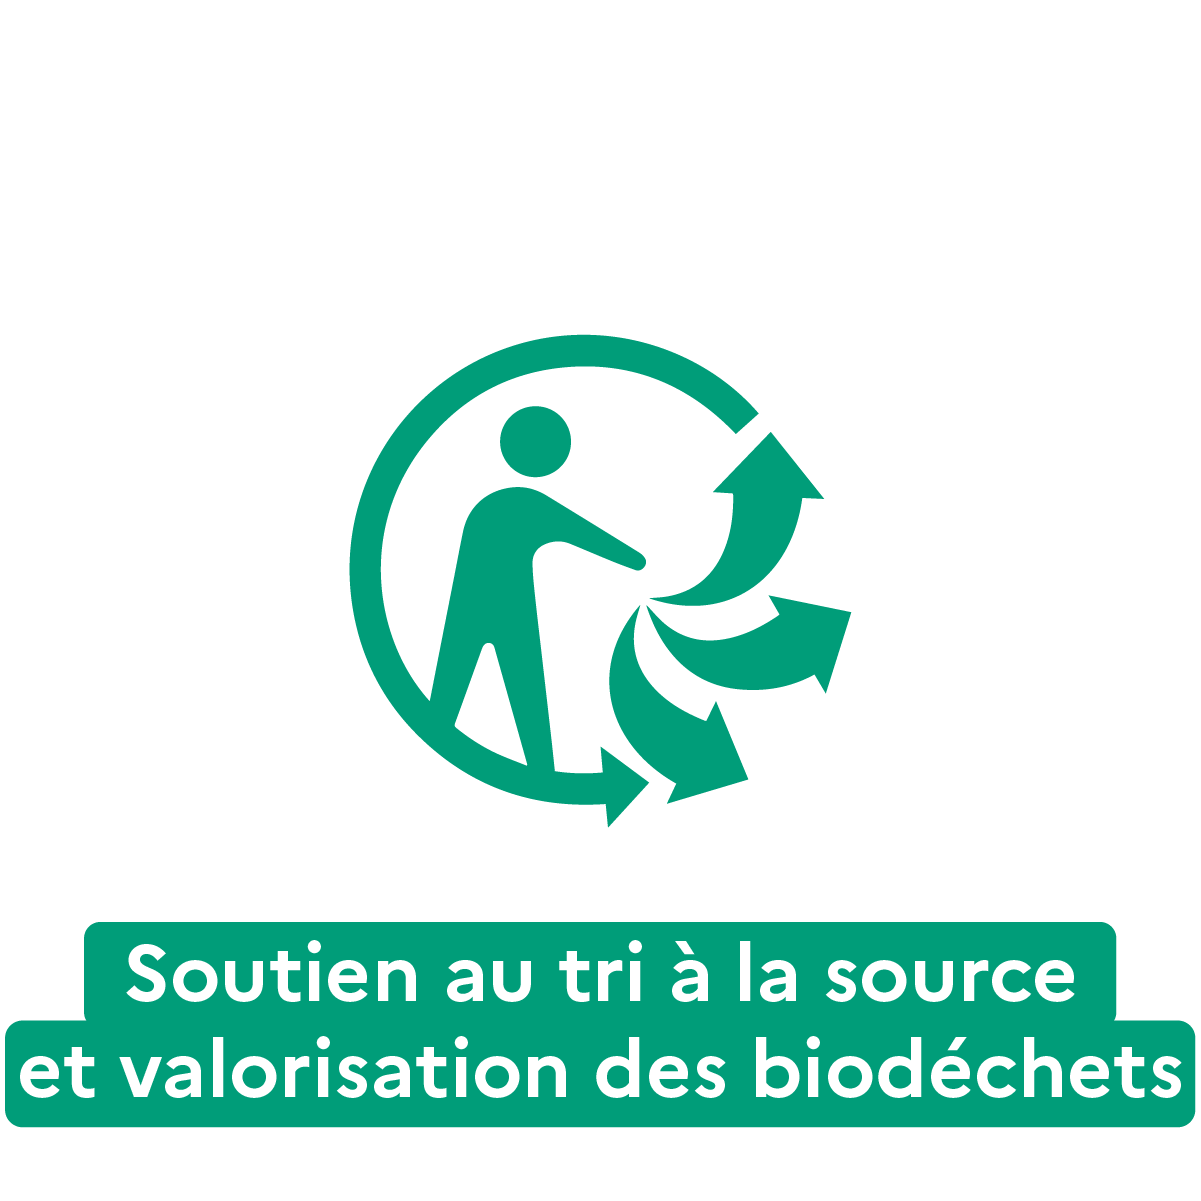 Soutien au tri à la source
et valorisation des biodéchets